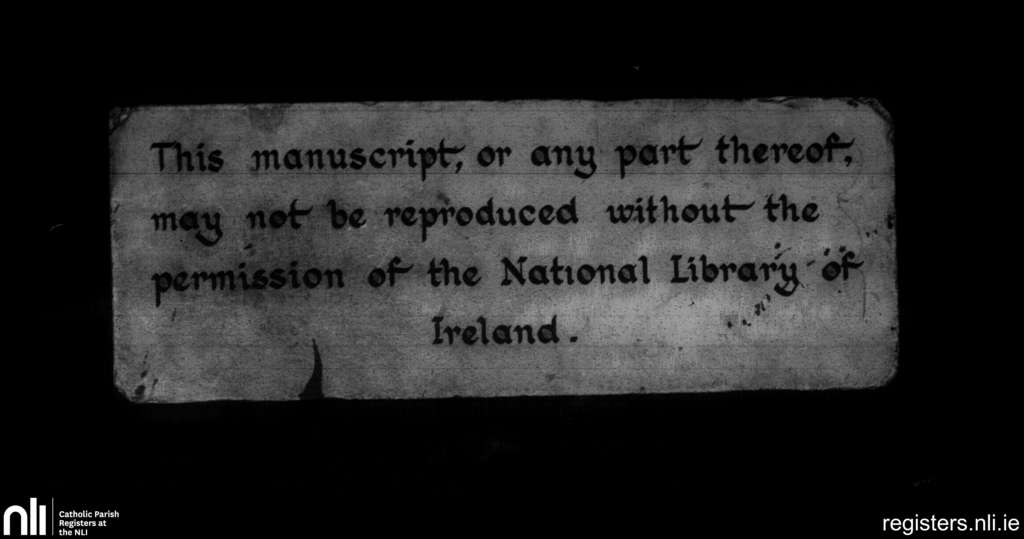 This manuscript, or any part thereof,
may not be reproduced without the
permission of the National Library of
Ireland.
nli
Catholic Parish
Registers at
the NLI
registers.nli.ie